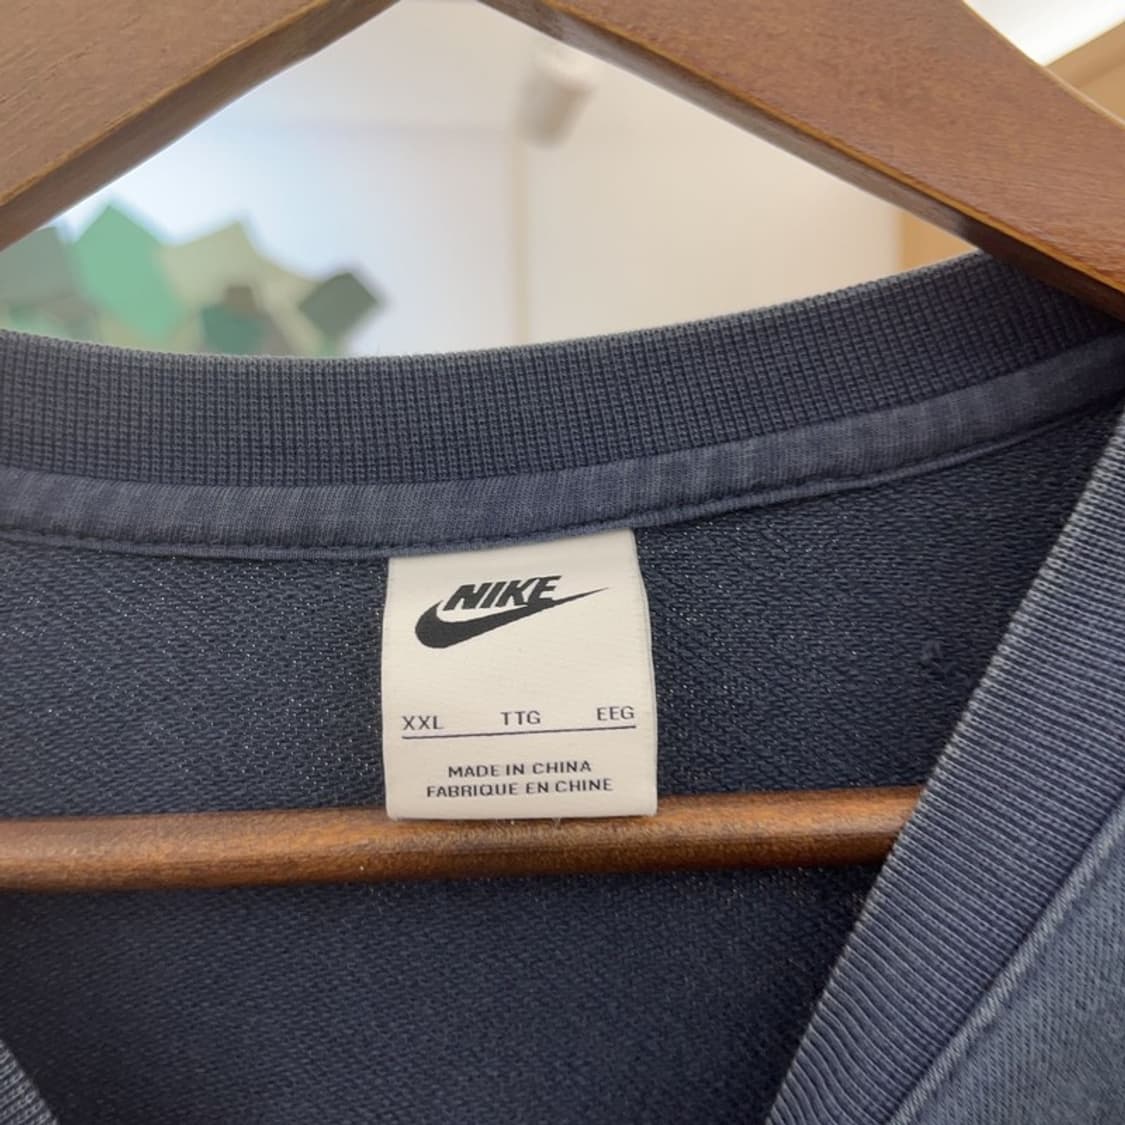 NIKE
XXL TTG EEG
MADE IN CHINA
FABRIQUE EN CHINE